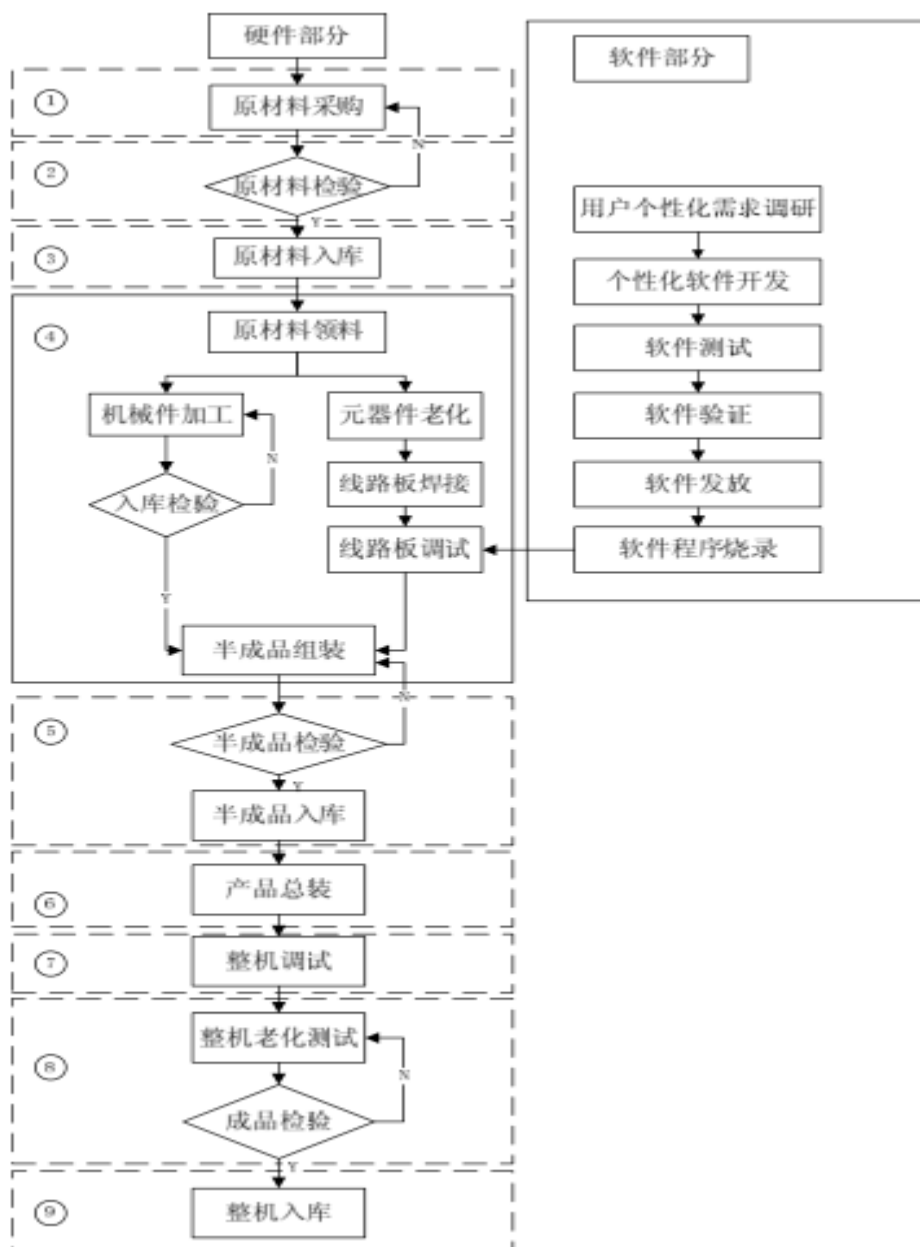 硬件部分
①
原材料采购
N
②
原材料检验
Y
③
原材料入库
④
原材料领料
机械件加工
N
入库检验
Y
元器件老化
线路板焊接
线路板调试
半成品组装
N
⑤
半成品检验
Y
半成品入库
⑥
产品总装
⑦
整机调试
⑧
整机老化测试
N
成品检验
Y
⑨
整机入库
软件部分
用户个性化需求调研
个性化软件开发
软件测试
软件验证
软件发放
软件程序烧录